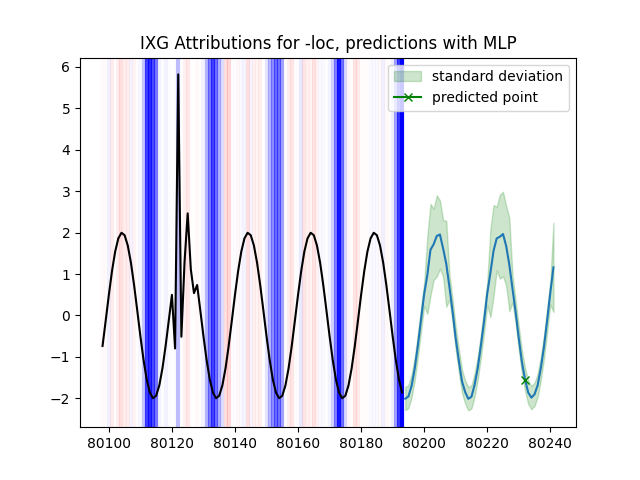 IXG Attributions for -loc, predictions with MLP
standard deviation
predicted point
6
5
4
3
2
1
0
−1
−2
80100 80120 80140 80160 80180 80200 80220 80240